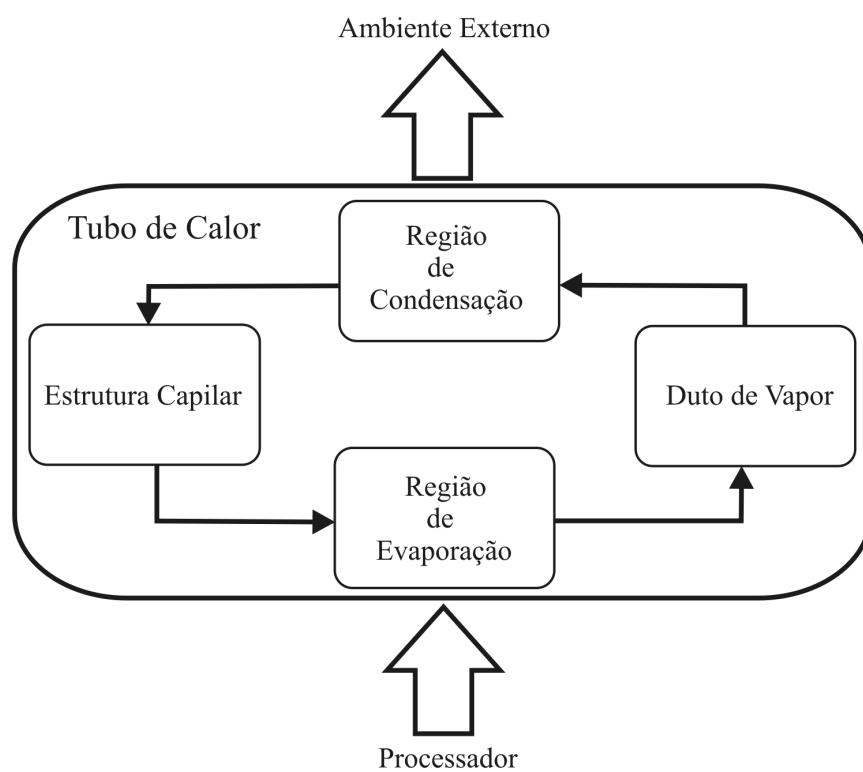 Ambiente Externo
Tubo de Calor
Região
de
Condensação
Estrutura Capilar
Duto de Vapor
Região
de
Evaporação
Processador